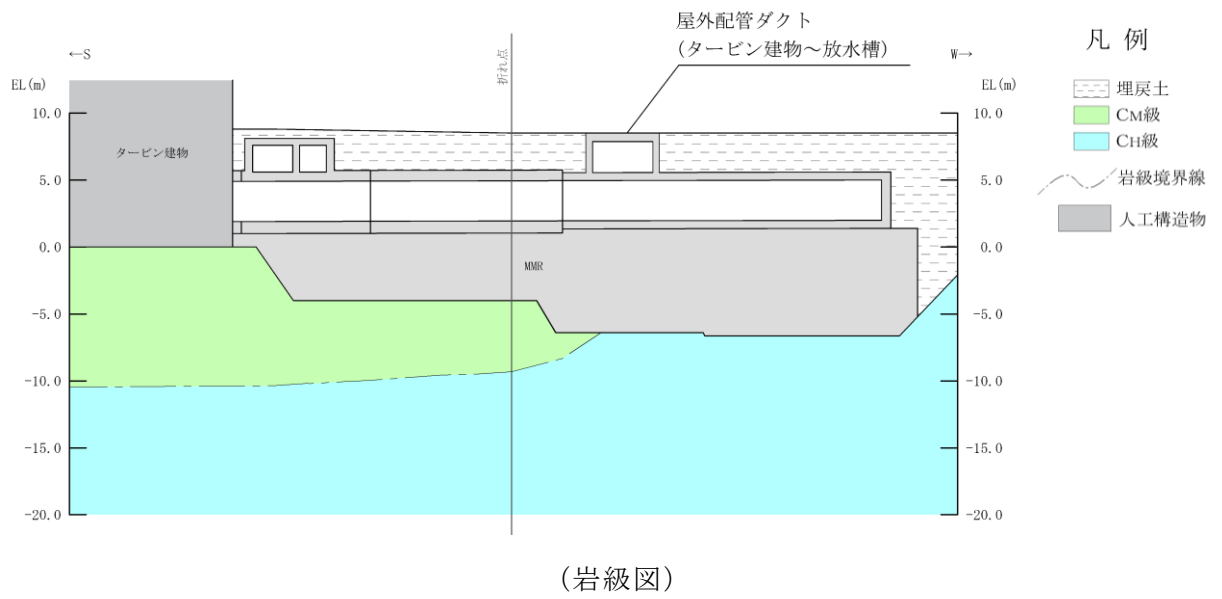 屋外配管ダクト
(タービン建物～放水槽)
凡 例
←S
W→
折れ点
EL(m)
EL(m)
埋戻土
CM級
CH級
岩級境界線
人工構造物
10.0
10.0
タービン建物
5.0
5.0
0.0
0.0
MMR
-5.0
-5.0
-10.0
-10.0
-15.0
-15.0
-20.0
-20.0
(岩級図)